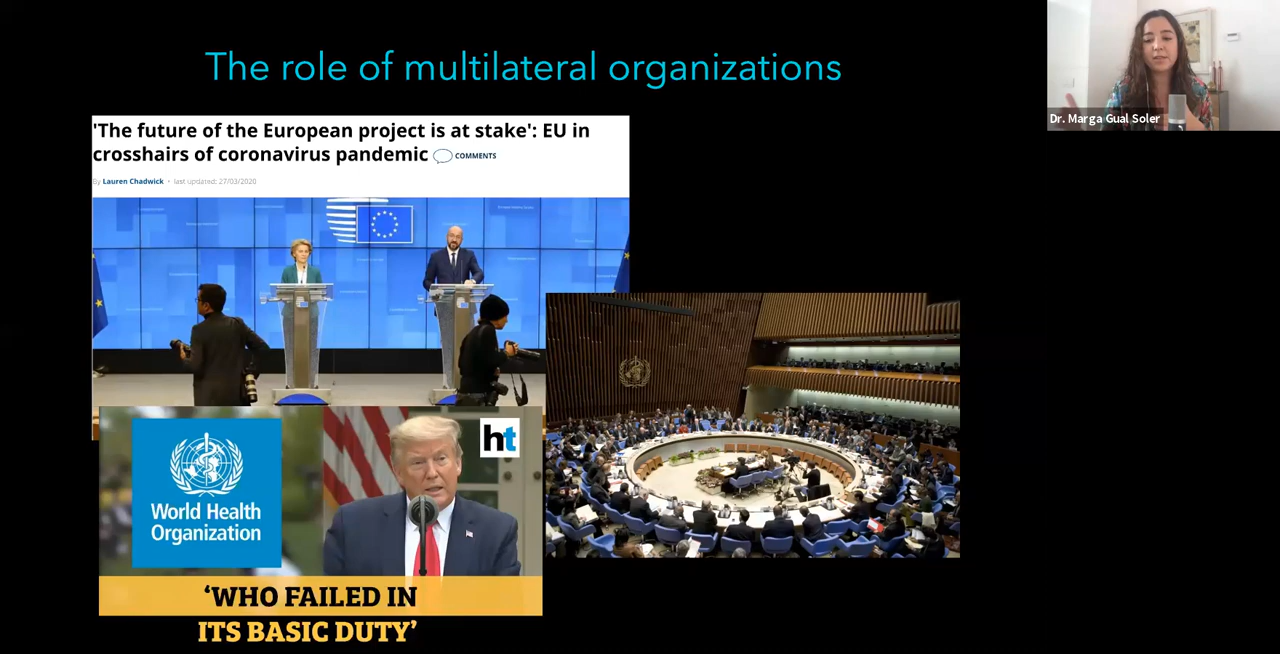 The role of multilateral organizations
Dr. Marga Gual Soler
'The future of the European project is at stake': EU in
crosshairs of coronavirus pandemic COMMENTS
By Lauren Chadwick • last updated: 27/03/2020
ht
World Health
Organization
‘WHO FAILED IN
ITS BASIC DUTY’